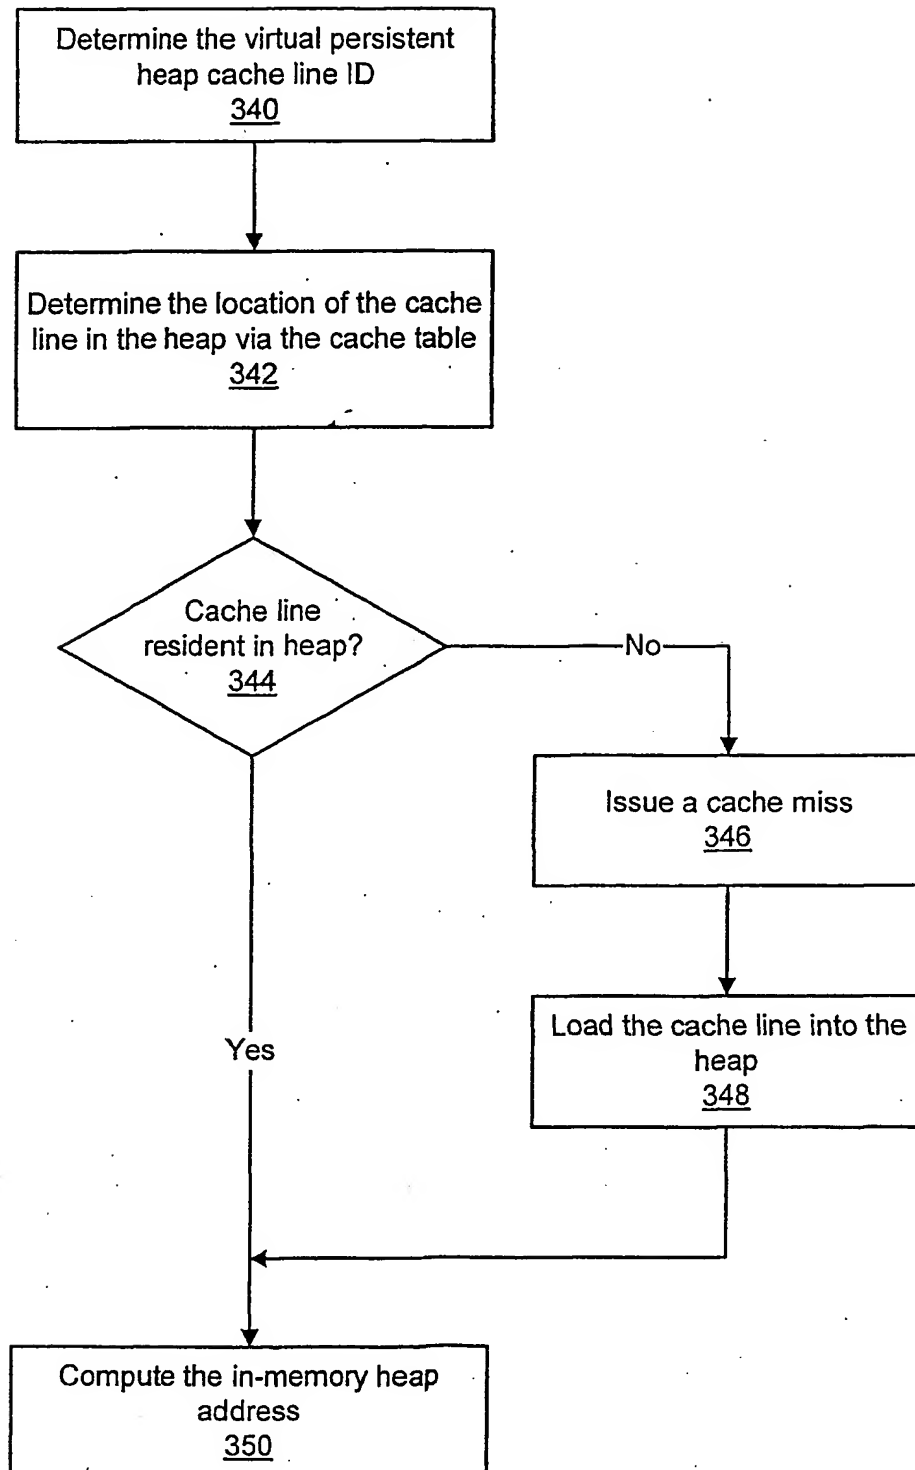 Determine the virtual persistent
heap cache line ID
340
Determine the location of the cache
line in the heap via the cache table
342
Cache line
resident in heap?
344
No
Issue a cache miss
346
Load the cache line into the
heap
348
Yes
Compute the in-memory heap
address
350